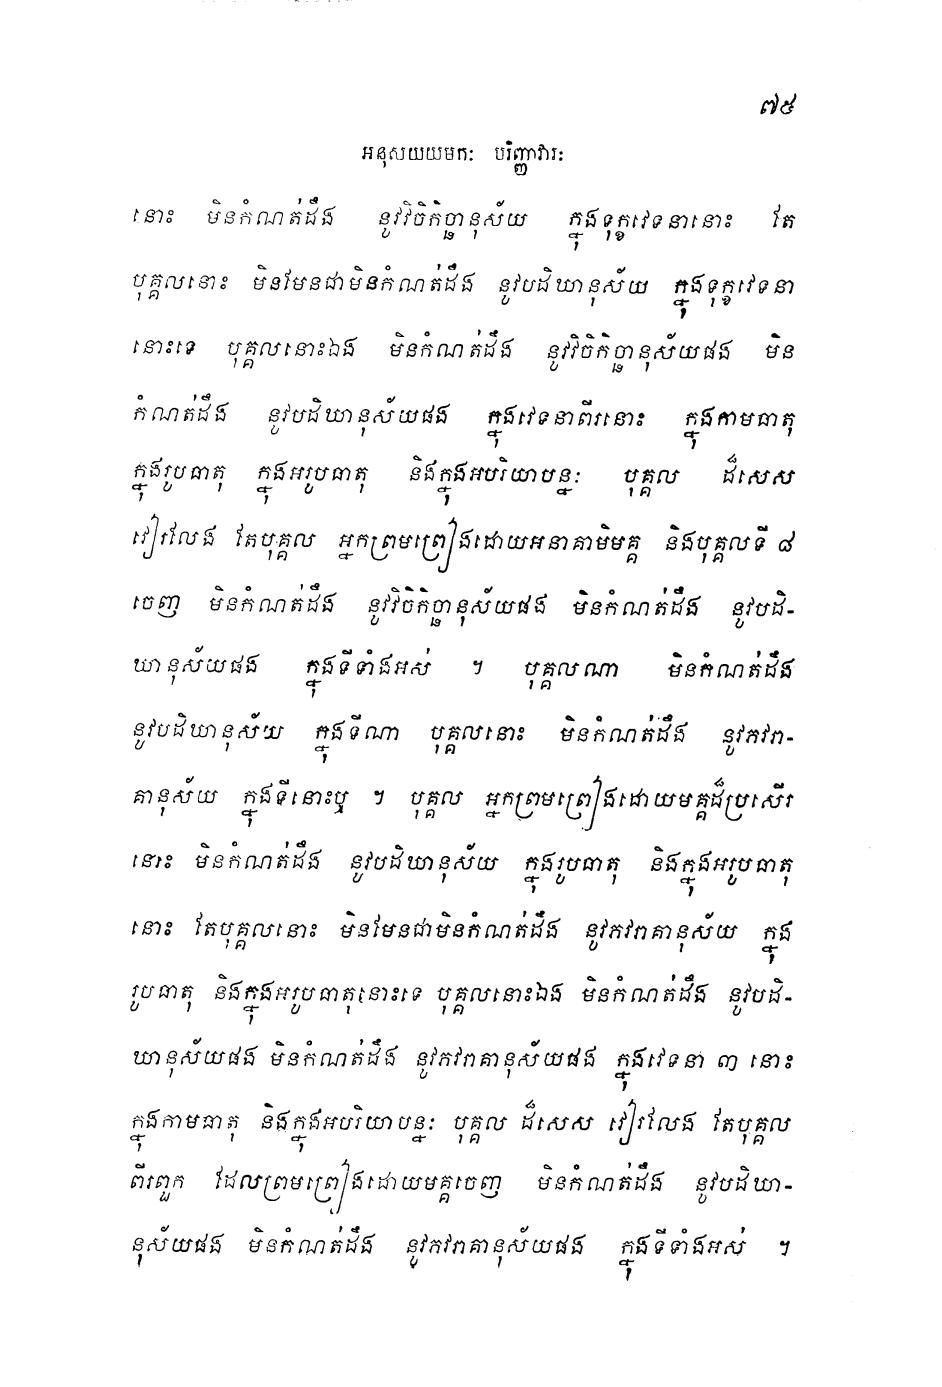 ៧៥
អនុសយយមកៈ បរិញ្ញាវារៈ
នោះ មិនកំណត់ដឹង នូវវិចិកិច្ឆានុស័យ ក្នុងទុក្ខវេទនានោះ តែ
បុគ្គលនោះ មិនមែនជាមិនកំណត់ដឹង នូវបដិឃានុស័យ ក្នុងទុក្ខវេទនា
នោះទេ បុគ្គលនោះឯង មិនកំណត់ដឹង នូវវិចិកិច្ឆានុស័យផង មិន
កំណត់ដឹង នូវបដិឃានុស័យផង ក្នុងវេទនាពីរនោះ ក្នុងកាមធាតុ
ក្នុងរូបធាតុ ក្នុងអរូបធាតុ និងក្នុងអបរិយាបន្នៈ បុគ្គល ដ៏សេស
វៀរលែង តែបុគ្គល អ្នកព្រមព្រៀងដោយអនាគាមិមគ្គ និងបុគ្គលទី ៨
ចេញ មិនកំណត់ដឹង នូវវិចិកិច្ឆានុស័យផង មិនកំណត់ដឹង នូវបដិ-
ឃានុស័យផង ក្នុងទីទាំងអស់ ។ បុគ្គលណា មិនកំណត់ដឹង
នូវបដិឃានុស័យ ក្នុងទីណា បុគ្គលនោះ មិនកំណត់ដឹង នូវភវរា-
គានុស័យ ក្នុងទីនោះឬ ។ បុគ្គល អ្នកព្រមព្រៀងដោយមគ្គដ៏ប្រសើរ
នោះ មិនកំណត់ដឹង នូវបដិឃានុស័យ ក្នុងរូបធាតុ និងក្នុងអរូបធាតុ
នោះ តែបុគ្គលនោះ មិនមែនជាមិនកំណត់ដឹង នូវភវរាគានុស័យ ក្នុង
រូបធាតុ និងក្នុងអរូបធាតុនោះទេ បុគ្គលនោះឯង មិនកំណត់ដឹង នូវបដិ-
ឃានុស័យផង មិនកំណត់ដឹង នូវភវរាគានុស័យផង ក្នុងវេទនា ៣ នោះ
ក្នុងកាមធាតុ និងក្នុងអបរិយាបន្នៈ បុគ្គល ដ៏សេស វៀរលែង តែបុគ្គល
ពីរពួក ដែលព្រមព្រៀងដោយមគ្គចេញ មិនកំណត់ដឹង នូវបដិឃា-
នុស័យផង មិនកំណត់ដឹង នូវភវរាគានុស័យផង ក្នុងទីទាំងអស់ ។